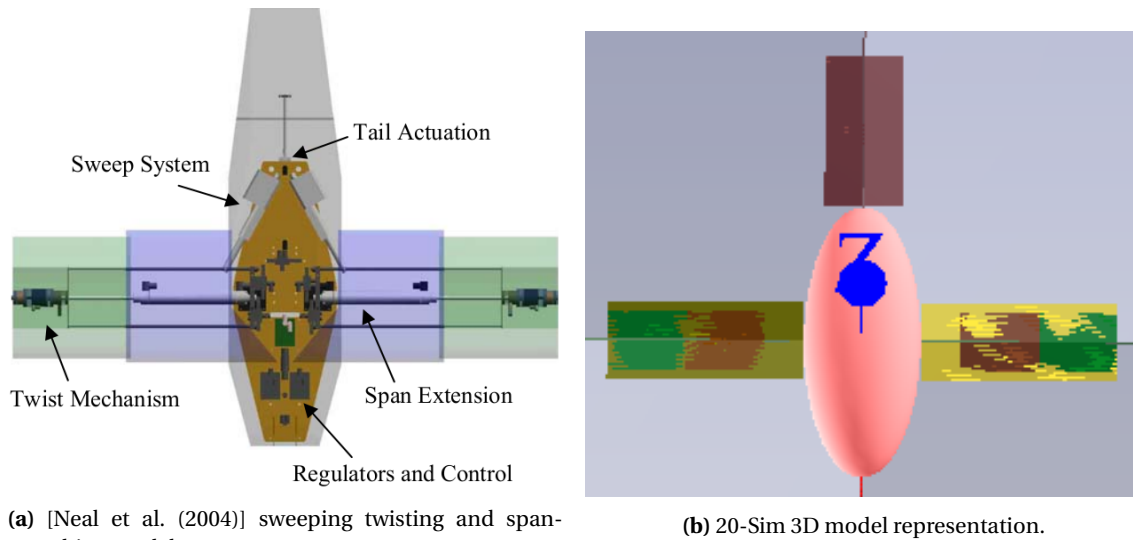 Tail Actuation
Sweep System
Twist Mechanism
Span Extension
Regulators and Control
3
(a) [Neal et al. (2004)] sweeping twisting and span-
(b) 20-Sim 3D model representation.